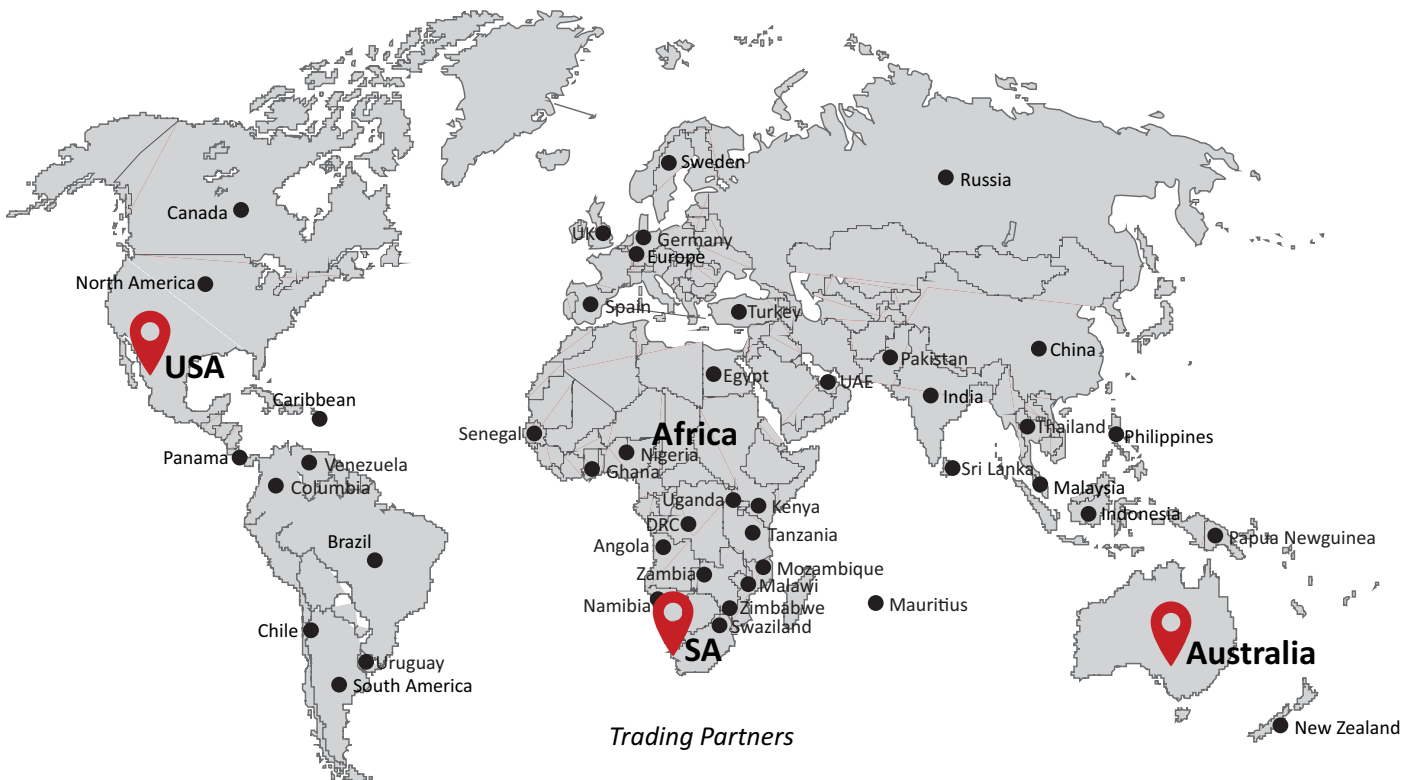 Sweden
Russia
Canada
UK
Germany
Europe
North America
Spain
Turkey
USA
China
Pakistan
Egypt
UAE
India
Caribbean
Senegal
Africa
Thailand
Philippines
Panama
Venezuela
Nigeria
Ghana
Sri Lanka
Columbia
Malaysia
Uganda
Kenya
Indonesia
DRC
Tanzania
Brazil
Angola
Papua Newguinea
Mozambique
Zambia
Malawi
Namibia
Zimbabwe
Mauritius
Swaziland
Chile
SA
Australia
Uruguay
South America
New Zealand
Trading Partners